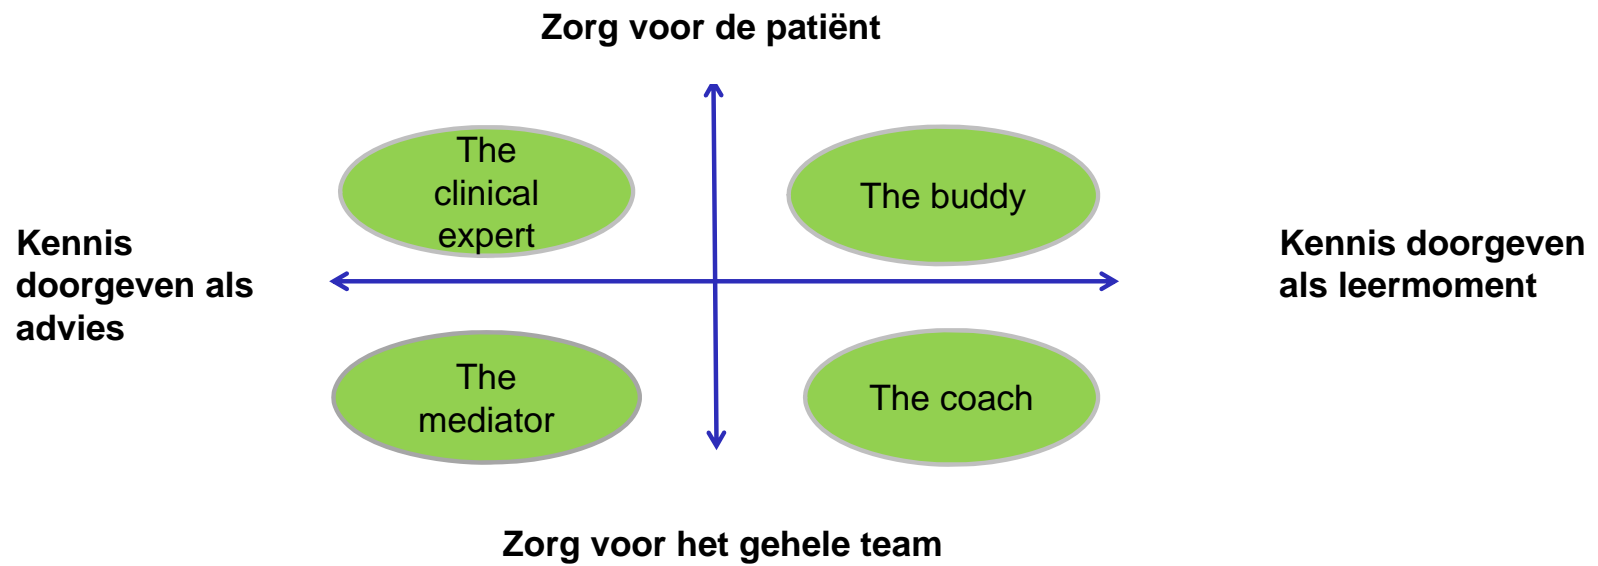 Zorg voor de patiënt
The
clinical
expert
The buddy
Kennis
doorgeven als
advies
Kennis doorgeven
als leermoment
The
mediator
The coach
Zorg voor het gehele team